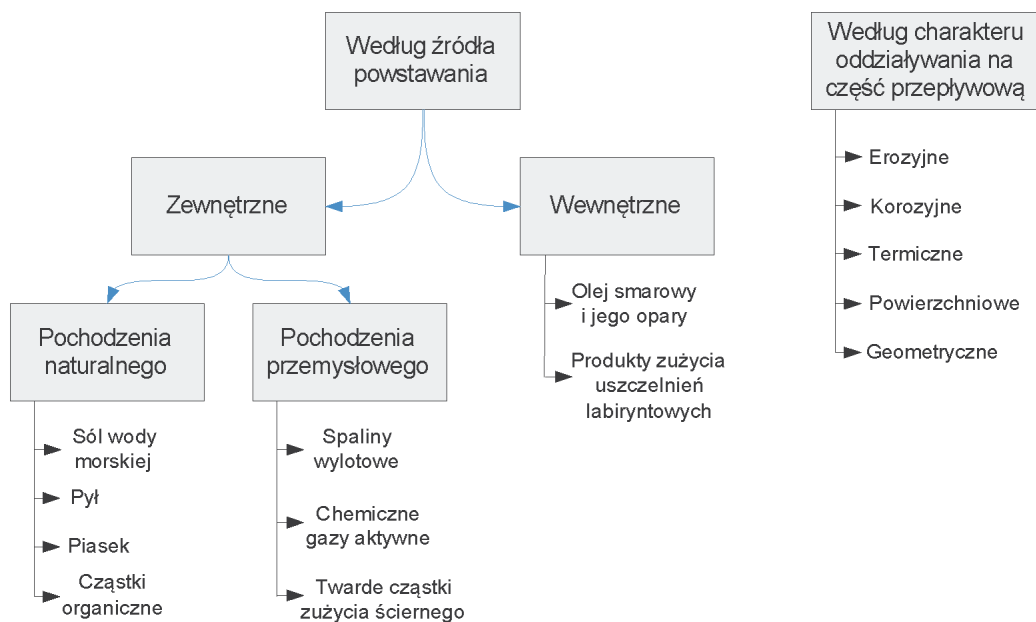 Według źródła
powstawania
Według charakteru
oddziaływania na
część przepływową
Zewnętrzne
Wewnętrzne
Erozyjne
Korozyjne
Termiczne
Powierzchniowe
Geometryczne
Olej smarowy
i jego opary
Produkty zużycia
uszczelnień
labiryntowych
Pochodzenia
naturalnego
Pochodzenia
przemysłowego
Sól wody
morskiej
Pył
Piasek
Cząstki
organiczne
Spaliny
wylotowe
Chemiczne
gazy aktywne
Twarde cząstki
zużycia ściernego